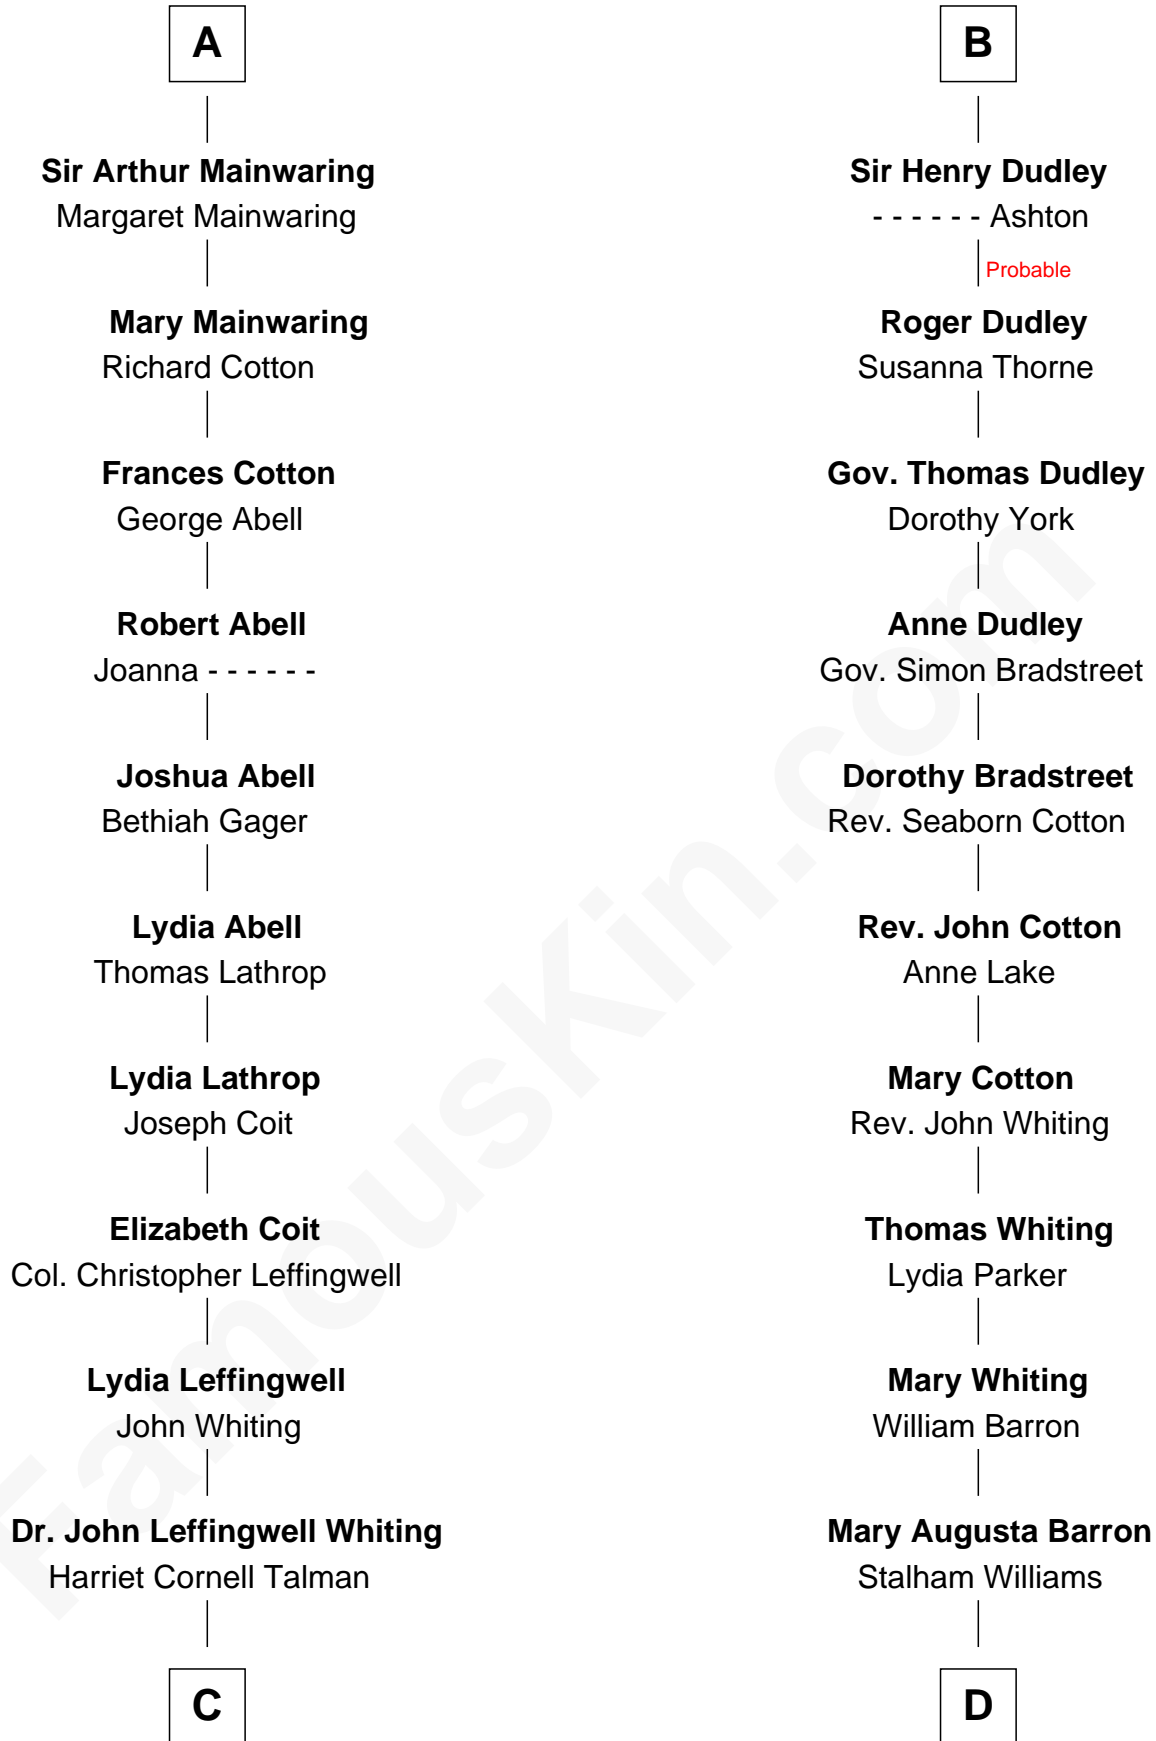 A
Sir Arthur Mainwaring
Margaret Mainwaring
Mary Mainwaring
Richard Cotton
Frances Cotton
George Abell
Robert Abell
Joanna - - - - - -
Joshua Abell
Bethiah Gager
Lydia Abell
Thomas Lathrop
Lydia Lathrop
Joseph Coit
Elizabeth Coit
Col. Christopher Leffingwell
Lydia Leffingwell
John Whiting
Dr. John Leffingwell Whiting
Harriet Cornell Talman
C
B
Sir Henry Dudley
- - - - - - Ashton
Probable
Roger Dudley
Susanna Thorne
Gov. Thomas Dudley
Dorothy York
Anne Dudley
Gov. Simon Bradstreet
Dorothy Bradstreet
Rev. Seaborn Cotton
Rev. John Cotton
Anne Lake
Mary Cotton
Rev. John Whiting
Thomas Whiting
Lydia Parker
Mary Whiting
William Barron
Mary Augusta Barron
Stalham Williams
D
FamousKin.com